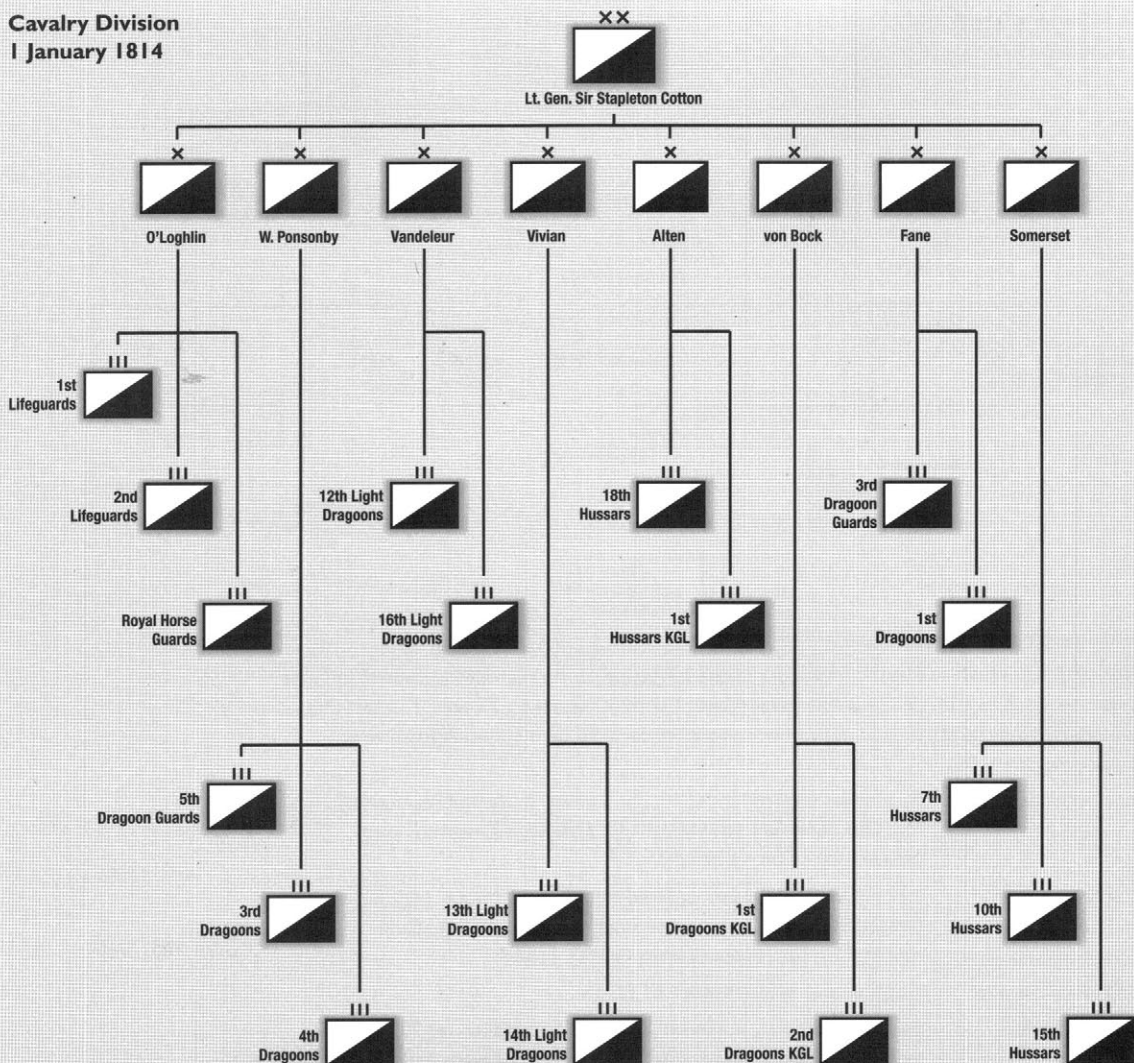 Cavalry Division
1 January 1814
XX
Lt. Gen. Sir Stapleton Cotton
X X X X X X X X
O'Loghlin W. Ponsonby Vandeleur Vivian Alten von Bock Fane Somerset
III
1st
Lifeguards
III
2nd
Lifeguards
III
12th Light
Dragoons
III
18th
Hussars
III
3rd
Dragoon
Guards
III
Royal Horse
Guards
III
16th Light
Dragoons
III
1st
Hussars KGL
III
1st
Dragoons
III
5th
Dragoon Guards
III
7th
Hussars
III
3rd
Dragoons
III
13th Light
Dragoons
III
1st
Dragoons KGL
III
10th
Hussars
III
4th
Dragoons
III
14th Light
Dragoons
III
2nd
Dragoons KGL
III
15th
Hussars